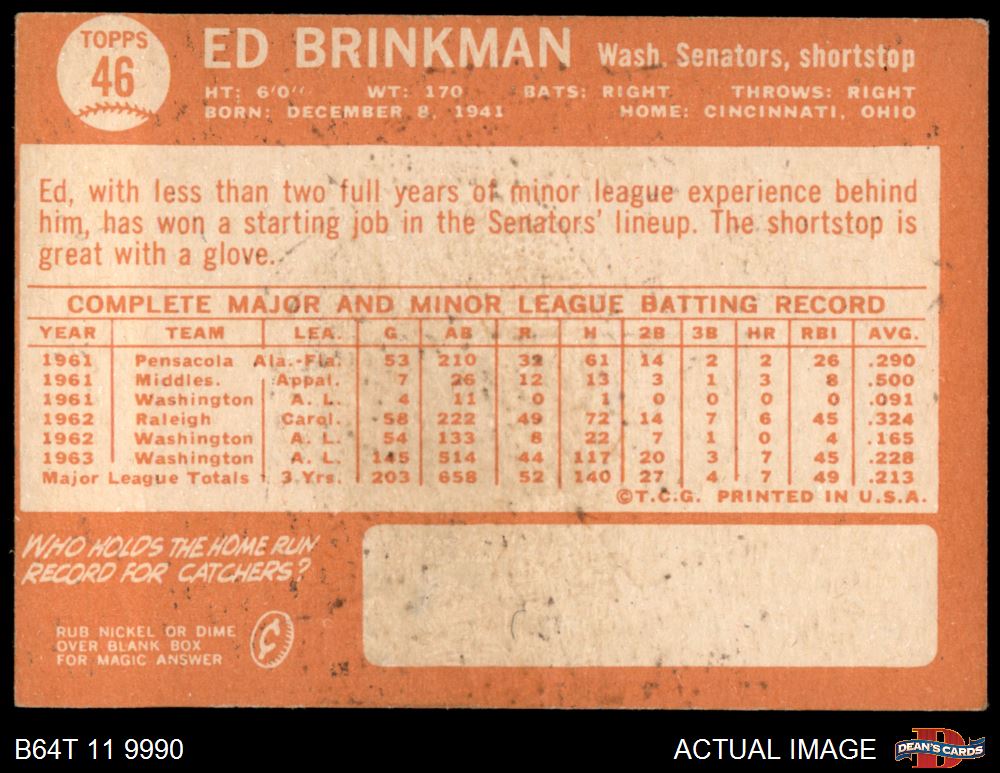 TOPPS
46
ED BRINKMAN Wash. Senators, shortstop
HT: 6'0" WT: 170 BATS: RIGHT THROWS: RIGHT
BORN: DECEMBER 8, 1941 HOME: CINCINNATI, OHIO
Ed, with less than two full years of minor league experience behind
him, has won a starting job in the Senators' lineup. The shortstop is
great with a glove.
COMPLETE MAJOR AND MINOR LEAGUE BATTING RECORD
YEAR TEAM LEA. G. AB R. H 2B 3B HR RBI AVG.
1961 Pensacola Ala.-Fla. 53 210 39 61 14 2 2 26 .290
1961 Middles. Appal. 7 26 12 13 3 1 3 8 .500
1961 Washington A. L. 4 11 0 1 0 0 0 0 .091
1962 Raleigh Carol. 58 222 49 72 14 7 6 45 .324
1962 Washington A. L. 54 133 8 22 7 1 0 4 .165
1963 Washington A. L. 145 514 44 117 20 3 7 45 .228
Major League Totals 3 Yrs. 203 658 52 140 27 4 7 49 .213
©T.C.G. PRINTED IN U.S.A.
WHO HOLDS THE HOME RUN
RECORD FOR CATCHERS?
RUB NICKEL OR DIME
OVER BLANK BOX
FOR MAGIC ANSWER
B64T 11 9990 ACTUAL IMAGE
D
DEAN'S CARDS